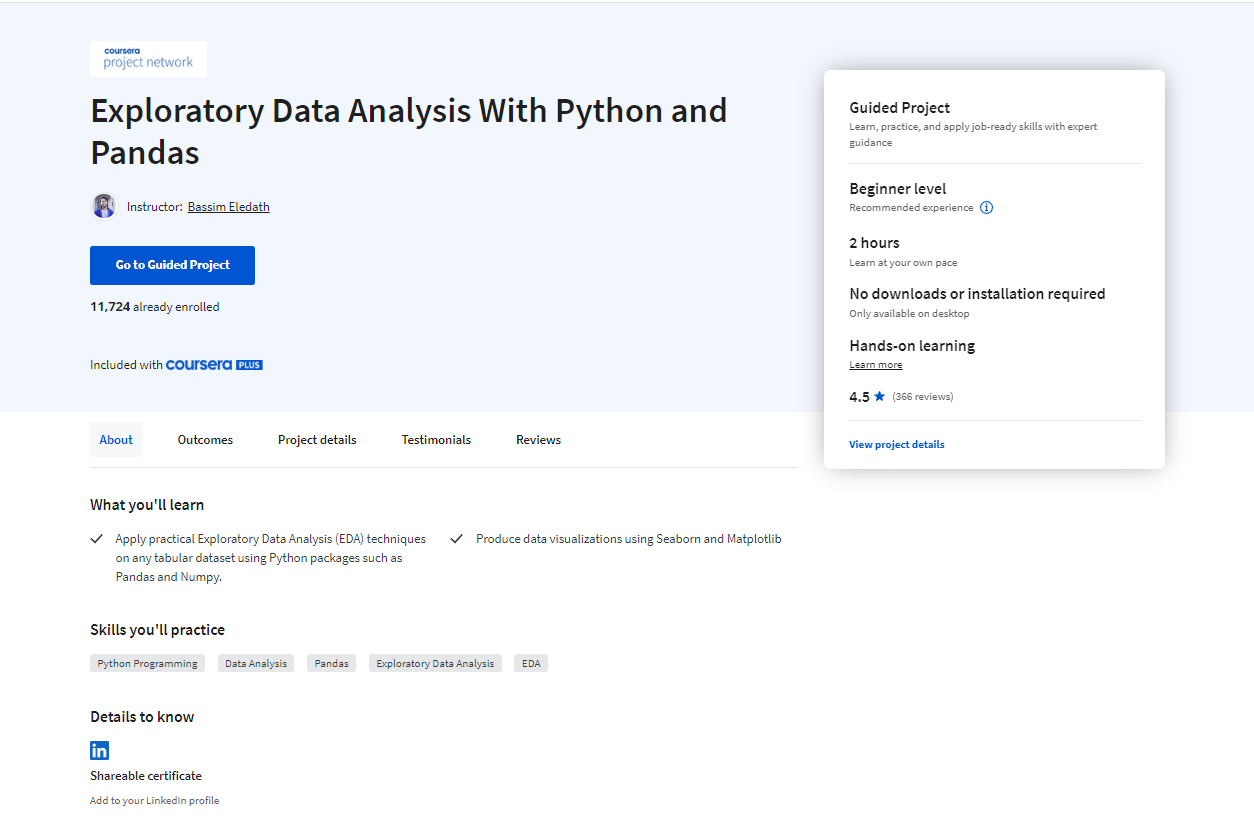 coursera
project network
Exploratory Data Analysis With Python and
Pandas
Instructor: Bassim Eledath
Go to Guided Project
11,724 already enrolled
Included with coursera PLUS
Guided Project
Learn, practice, and apply job-ready skills with expert
guidance
Beginner level
Recommended experience
2 hours
Learn at your own pace
No downloads or installation required
Only available on desktop
Hands-on learning
Learn more
4.5 ★ (366 reviews)
View project details
About Outcomes Project details Testimonials Reviews
What you'll learn
Apply practical Exploratory Data Analysis (EDA) techniques
on any tabular dataset using Python packages such as
Pandas and Numpy.
Produce data visualizations using Seaborn and Matplotlib
Skills you'll practice
Python Programming Data Analysis Pandas Exploratory Data Analysis EDA
Details to know
in
Shareable certificate
Add to your LinkedIn profile